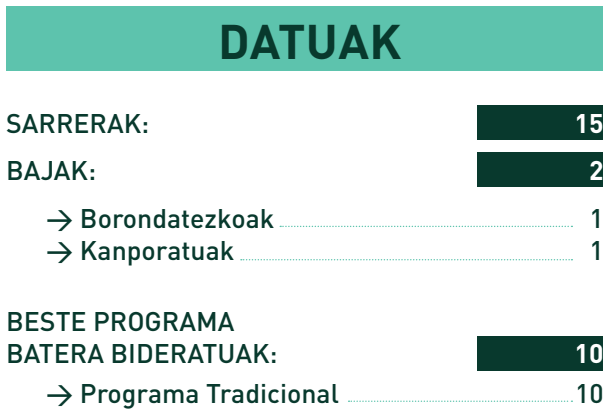 DATUAK
SARRERAK: 15
BAJAK: 2
→ Borondatezkoak 1
→ Kanporatuak 1
BESTE PROGRAMA
BATERA BIDERATUAK: 10
→ Programa Tradicional 10